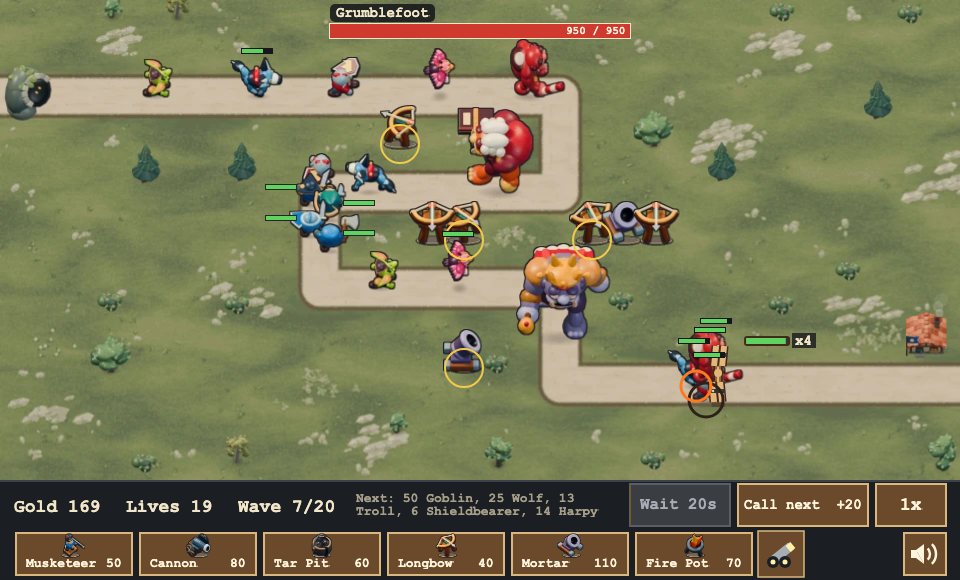 Grumblefoot
950 / 950
x4
Gold 169
Lives 19
Wave 7/20
Next: 50 Goblin, 25 Wolf, 13
Troll, 6 Shieldbearer, 14 Harpy
Wait 20s
Call next +20
1x
Musketeer 50
Cannon 80
Tar Pit 60
Longbow 40
Mortar 110
Fire Pot 70